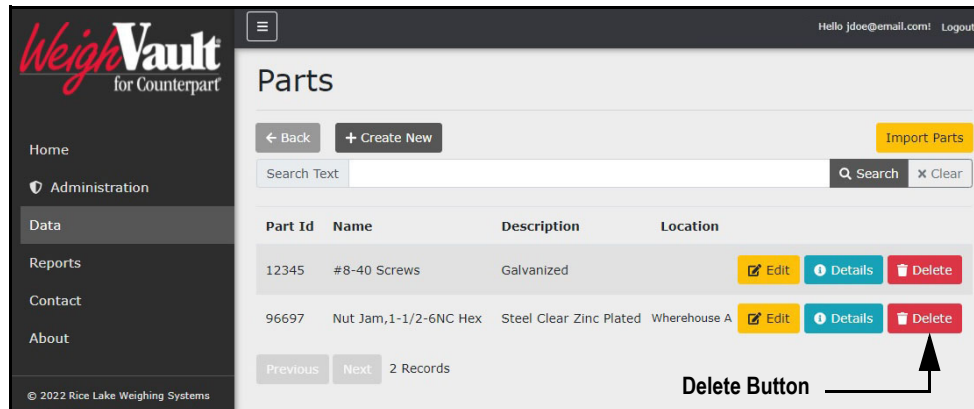 WeighVault
for Counterpart®
Hello jdoe@email.com! Logout
Parts
← Back + Create New Import Parts
Search Text Search × Clear
Home
Administration
Data
Reports
Contact
About
Part Id Name Description Location
12345 #8-40 Screws Galvanized Edit Details Delete
96697 Nut Jam,1-1/2-6NC Hex Steel Clear Zinc Plated Wherehouse A Edit Details Delete
Previous Next 2 Records
Delete Button
© 2022 Rice Lake Weighing Systems